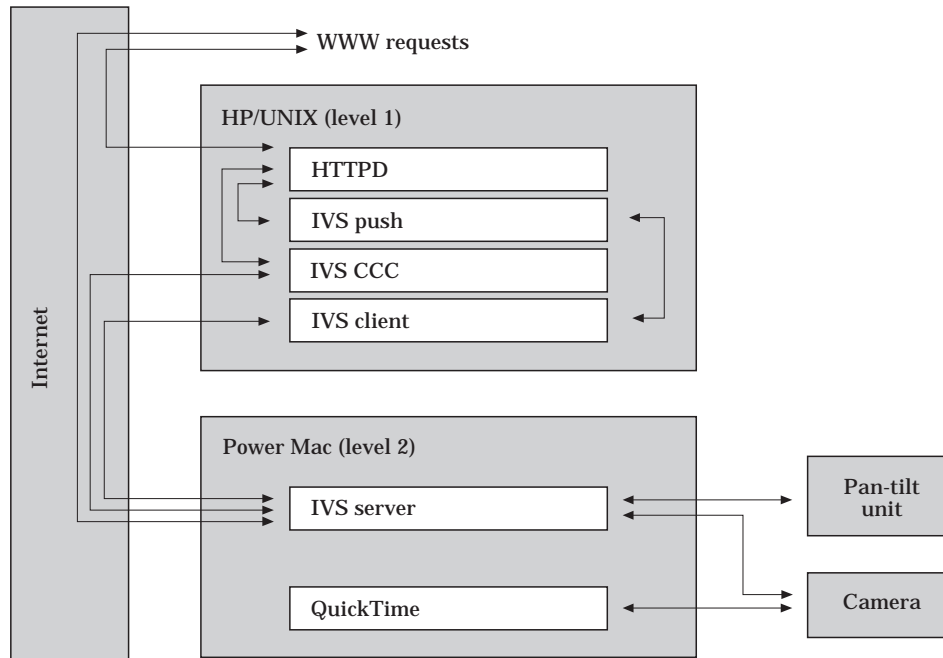 WWW requests
HP/UNIX (level 1)
HTTPD
IVS push
IVS CCC
IVS client
Internet
Power Mac (level 2)
IVS server
QuickTime
Pan-tilt
unit
Camera